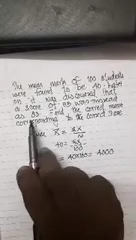 The mean mark of 100 students
were found to be 40. Later
on it was discovered that
a score of 53 was misread
as 83. Find the correct mean
corresponding to the correct score
X̄ = ΣX / N
40 = ΣX / 100
= 40×100 = 4000